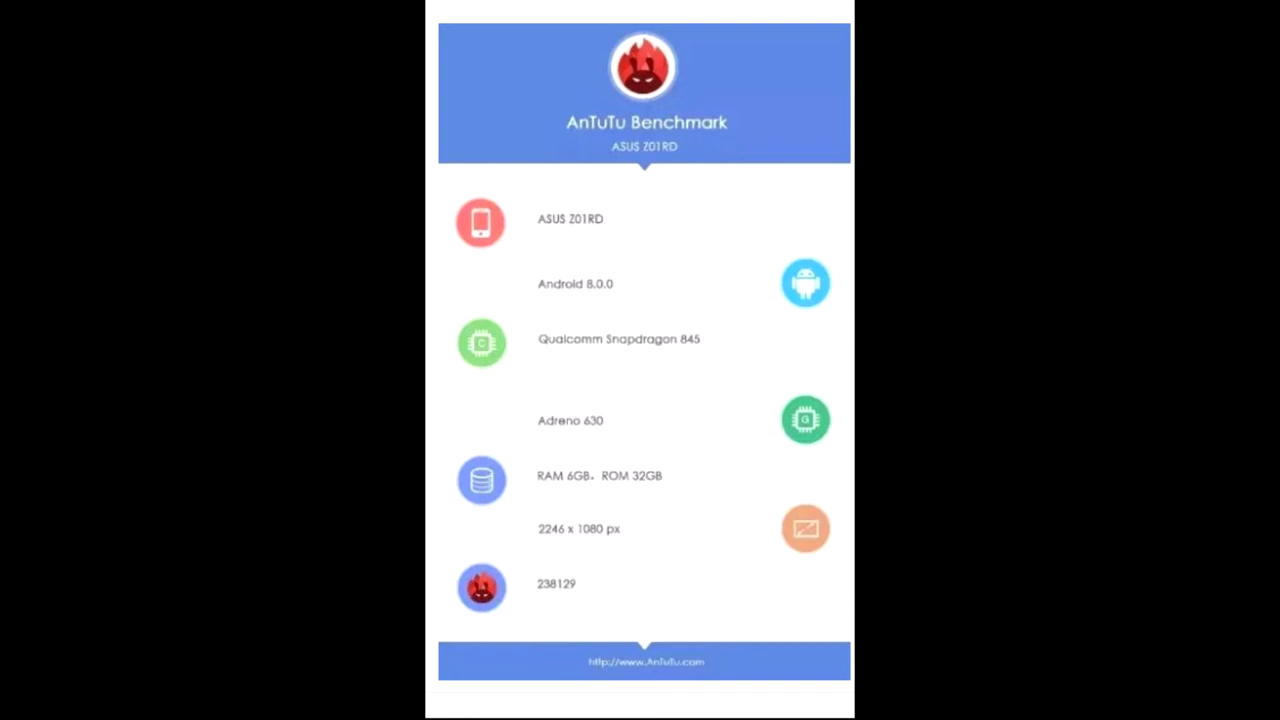 AnTuTu Benchmark
ASUS Z01RD
ASUS Z01RD
Android 8.0.0
Qualcomm Snapdragon 845
C
Adreno 630
G
RAM 6GB，ROM 32GB
2246 x 1080 px
238129
http://www.AnTuTu.com